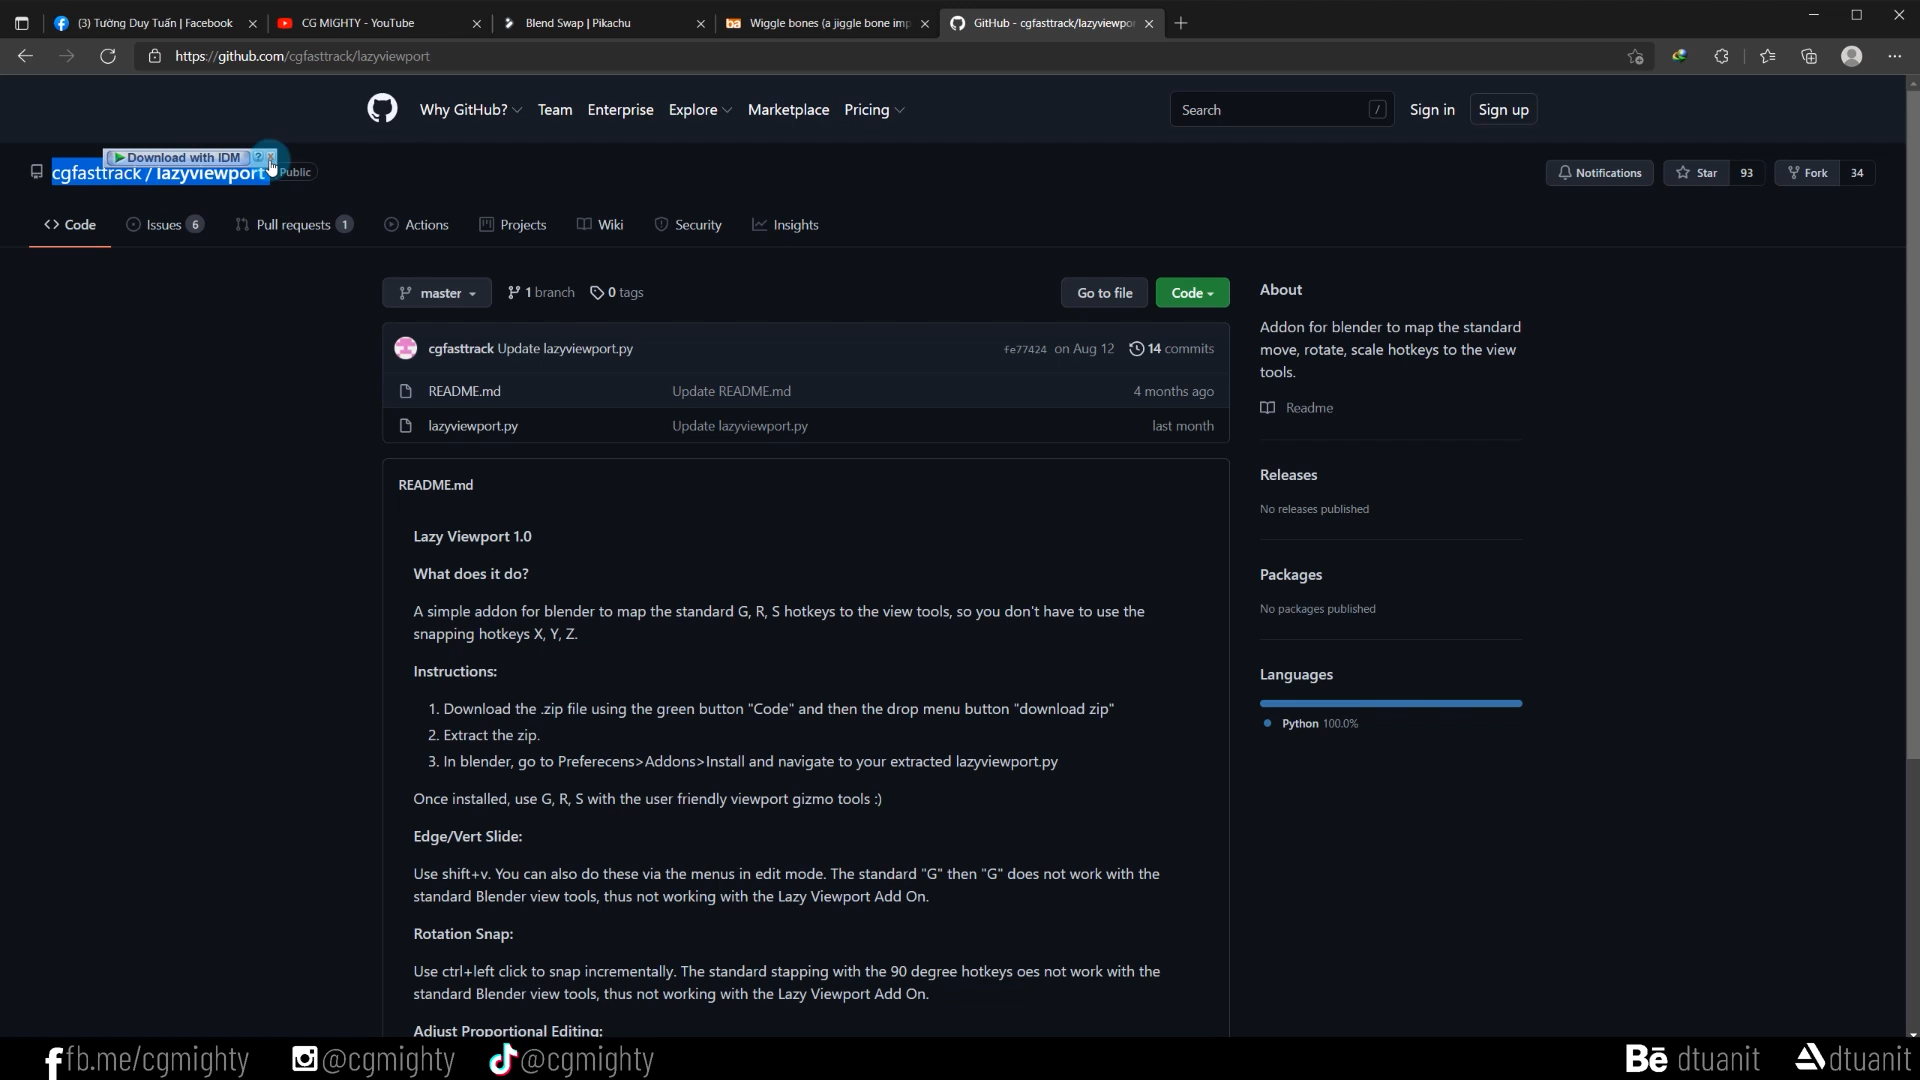 (3) Tường Duy Tuấn | Facebook
CG MIGHTY - YouTube
Blend Swap | Pikachu
Wiggle bones (a jiggle bone imp
GitHub - cgfasttrack/lazyviewpor
https://github.com/cgfasttrack/lazyviewport
Why GitHub? Team Enterprise Explore Marketplace Pricing
Search /
Sign in Sign up
Download with IDM ?
cgfasttrack / lazyviewport Public
Notifications Star 93 Fork 34
Code Issues 6 Pull requests 1 Actions Projects Wiki Security Insights
master 1 branch 0 tags Go to file Code
cgfasttrack Update lazyviewport.py fe77424 on Aug 12 14 commits
README.md Update README.md 4 months ago
lazyviewport.py Update lazyviewport.py last month
README.md
Lazy Viewport 1.0
What does it do?
A simple addon for blender to map the standard G, R, S hotkeys to the view tools, so you don't have to use the
snapping hotkeys X, Y, Z.
Instructions:
1. Download the .zip file using the green button "Code" and then the drop menu button "download zip"
2. Extract the zip.
3. In blender, go to Preferecens>Addons>Install and navigate to your extracted lazyviewport.py
Once installed, use G, R, S with the user friendly viewport gizmo tools :)
Edge/Vert Slide:
Use shift+v. You can also do these via the menus in edit mode. The standard "G" then "G" does not work with the
standard Blender view tools, thus not working with the Lazy Viewport Add On.
Rotation Snap:
Use ctrl+left click to snap incrementally. The standard stapping with the 90 degree hotkeys oes not work with the
standard Blender view tools, thus not working with the Lazy Viewport Add On.
Adjust Proportional Editing:
About
Addon for blender to map the standard
move, rotate, scale hotkeys to the view
tools.
Readme
Releases
No releases published
Packages
No packages published
Languages
Python 100.0%
fb.me/cgmighty @cgmighty @cgmighty Bē dtuanit dtuanit